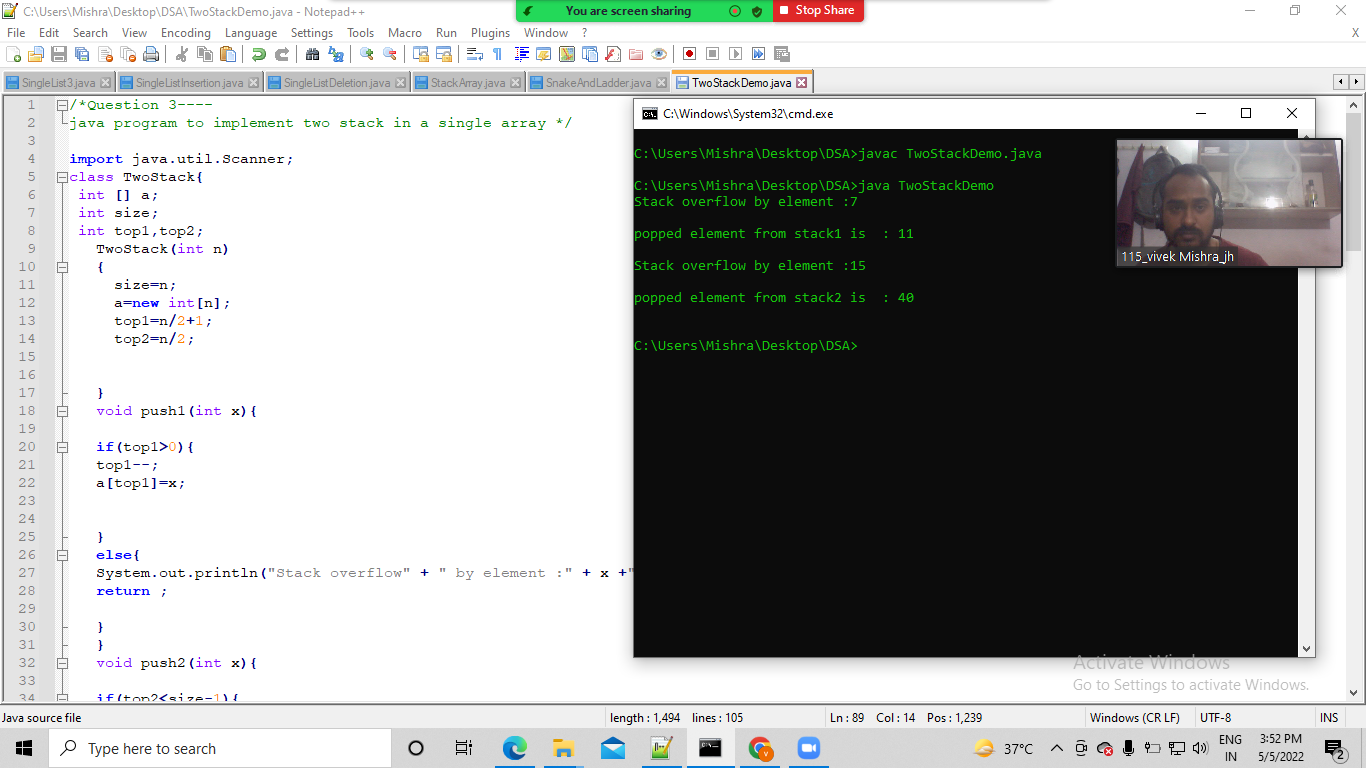 C:\Users\Mishra\Desktop\DSA\TwoStackDemo.java - Notepad++
You are screen sharing
Stop Share
File Edit Search View Encoding Language Settings Tools Macro Run Plugins Window ?
X
SingleList3.java SingleListInsertion.java SingleListDeletion.java StackArray.java SnakeAndLadder.java TwoStackDemo.java
1 /*Question 3----
2 java program to implement two stack in a single array */
3
4 import java.util.Scanner;
5 class TwoStack{
6 int [] a;
7 int size;
8 int top1,top2;
9 TwoStack(int n)
10 {
11 size=n;
12 a=new int[n];
13 top1=n/2+1;
14 top2=n/2;
15
16
17 }
18 void push1(int x){
19
20 if(top1>0){
21 top1--;
22 a[top1]=x;
23
24
25 }
26 else{
27 System.out.println("Stack overflow" + " by element :" + x +"
28 return ;
29
30 }
31 }
32 void push2(int x){
33
34 if(top2<size-1){
C:\Windows\System32\cmd.exe
C:\Users\Mishra\Desktop\DSA>javac TwoStackDemo.java
C:\Users\Mishra\Desktop\DSA>java TwoStackDemo
Stack overflow by element :7
popped element from stack1 is  : 11
Stack overflow by element :15
popped element from stack2 is  : 40
C:\Users\Mishra\Desktop\DSA>
115_vivek Mishra_jh
Activate Windows
Go to Settings to activate Windows.
Java source file length : 1,494 lines : 105 Ln : 89 Col : 14 Pos : 1,239 Windows (CR LF) UTF-8 INS
Type here to search
37°C
ENG
IN
3:52 PM
5/5/2022
2